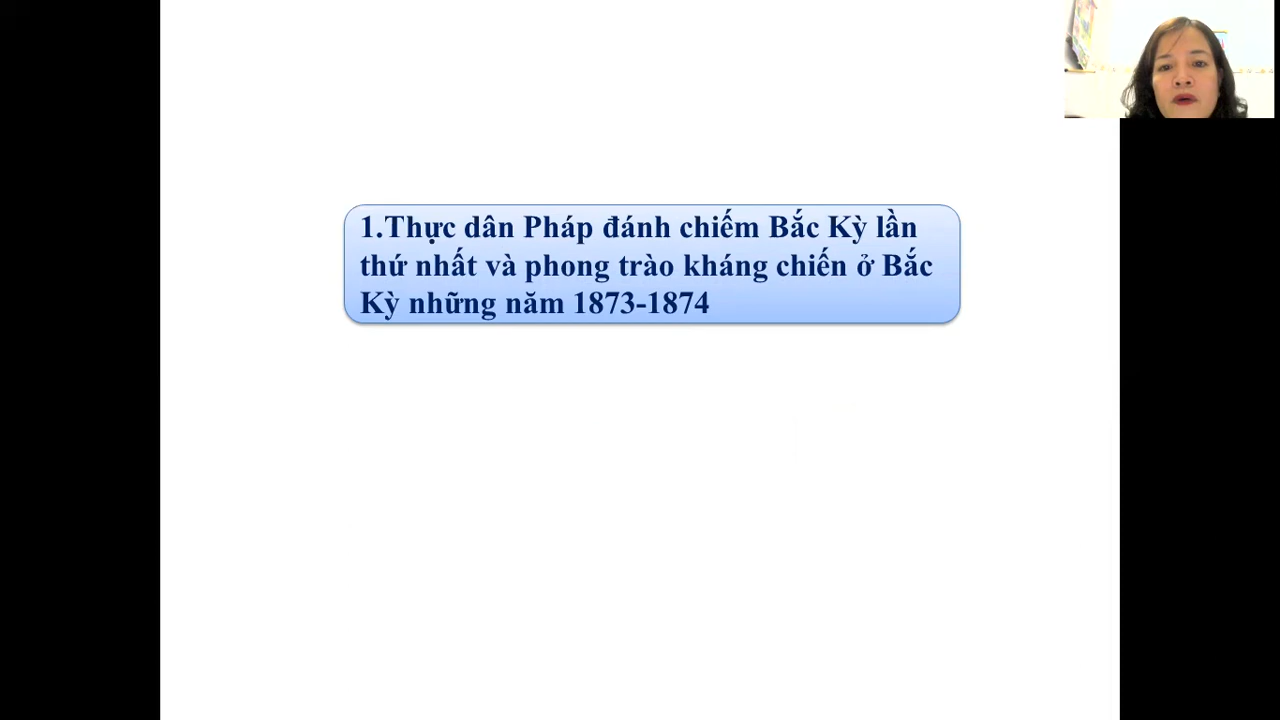 1.Thực dân Pháp đánh chiếm Bắc Kỳ lần
thứ nhất và phong trào kháng chiến ở Bắc
Kỳ những năm 1873-1874